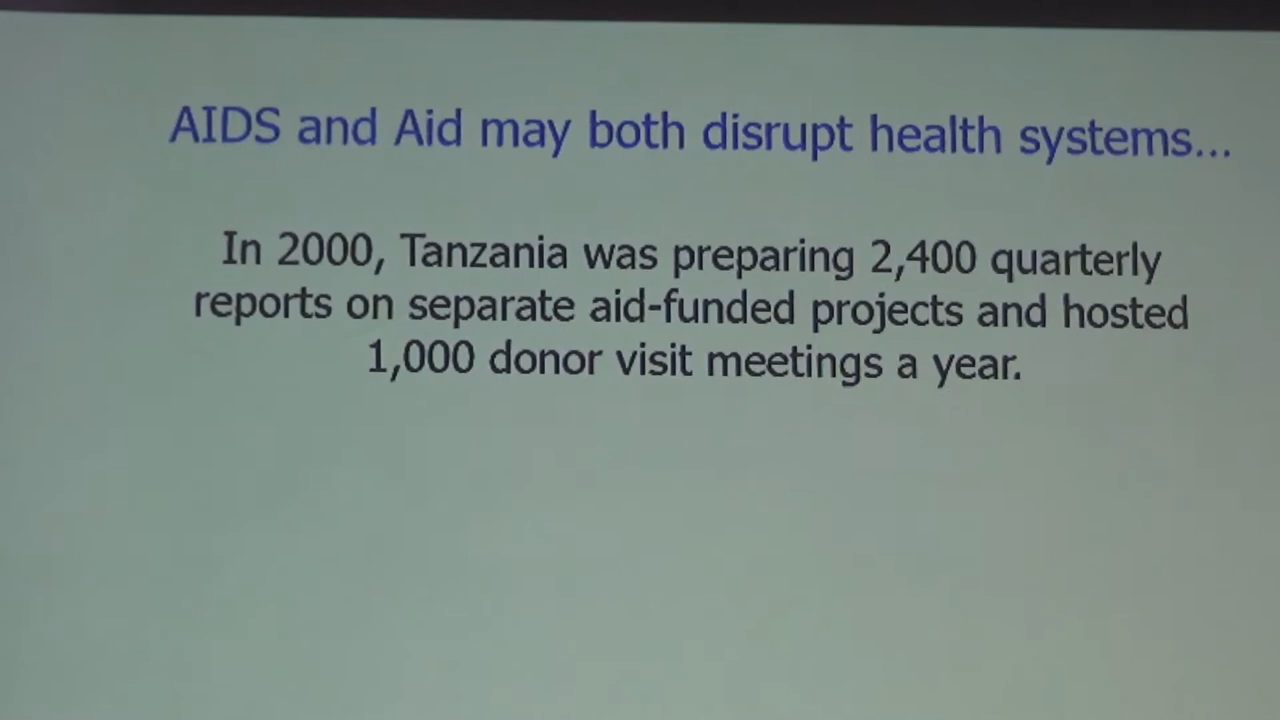 AIDS and Aid may both disrupt health systems...
In 2000, Tanzania was preparing 2,400 quarterly
reports on separate aid-funded projects and hosted
1,000 donor visit meetings a year.